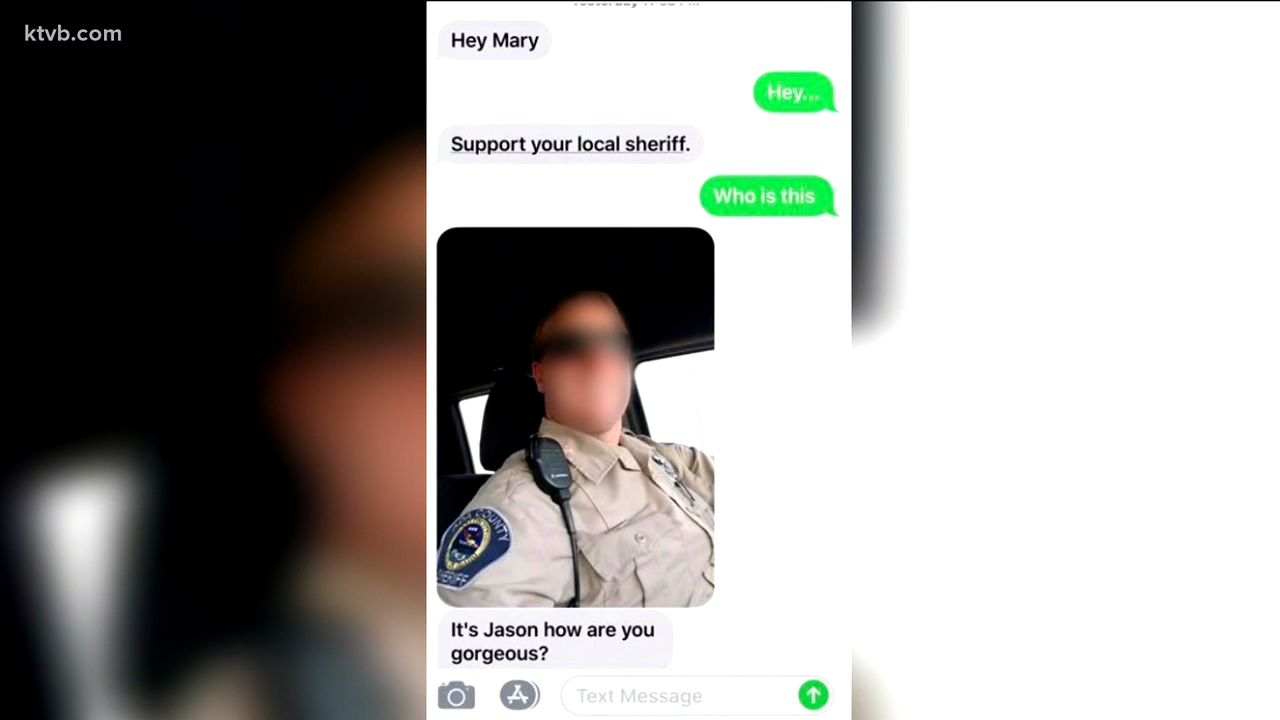 ktvb.com
Hey Mary
Hey...
Support your local sheriff.
Who is this
COUNTY
SHERIFF
It's Jason how are you
gorgeous?
Text Message